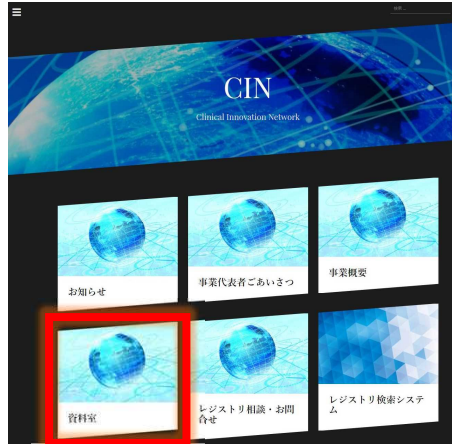 検索...
CIN
Clinical Innovation Network
お知らせ
事業代表者ごあいさつ
事業概要
資料室
レジストリ相談・お問
合せ
レジストリ検索システ
ム